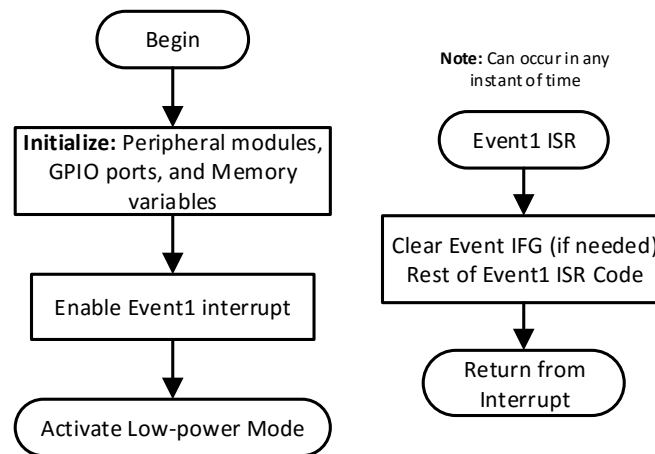 Begin
Initialize: Peripheral modules,
GPIO ports, and Memory
variables
Enable Event1 interrupt
Activate Low-power Mode
Note: Can occur in any
instant of time
Event1 ISR
Clear Event IFG (if needed)
Rest of Event1 ISR Code
Return from
Interrupt